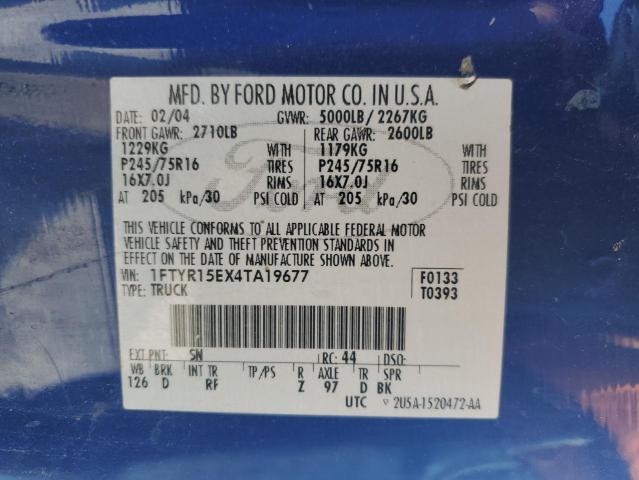 MFD. BY FORD MOTOR CO. IN U.S.A.
DATE: 02/04 GVWR: 5000LB/ 2267KG
FRONT GAWR: 2710LB REAR GAWR: 2600LB
1229KG WITH 1179KG WITH
P245/75R16 TIRES P245/75R16 TIRES
16X7.0J RIMS 16X7.0J RIMS
AT 205 kPa/30 PSI COLD AT 205 kPa/30 PSI COLD
Ford
THIS VEHICLE CONFORMS TO ALL APPLICABLE FEDERAL MOTOR
VEHICLE SAFETY AND THEFT PREVENTION STANDARDS IN
EFFECT ON THE DATE OF MANUFACTURE SHOWN ABOVE.
VIN: 1FTYR15EX4TA19677 F0133
TYPE: TRUCK T0393
EXT PNT: SN RC: 44 DSO:
WB BRK INT TR TP/PS R AXLE TR SPR
126 D RF Z 97 D BK
UTC 2U5A-1520472-AA